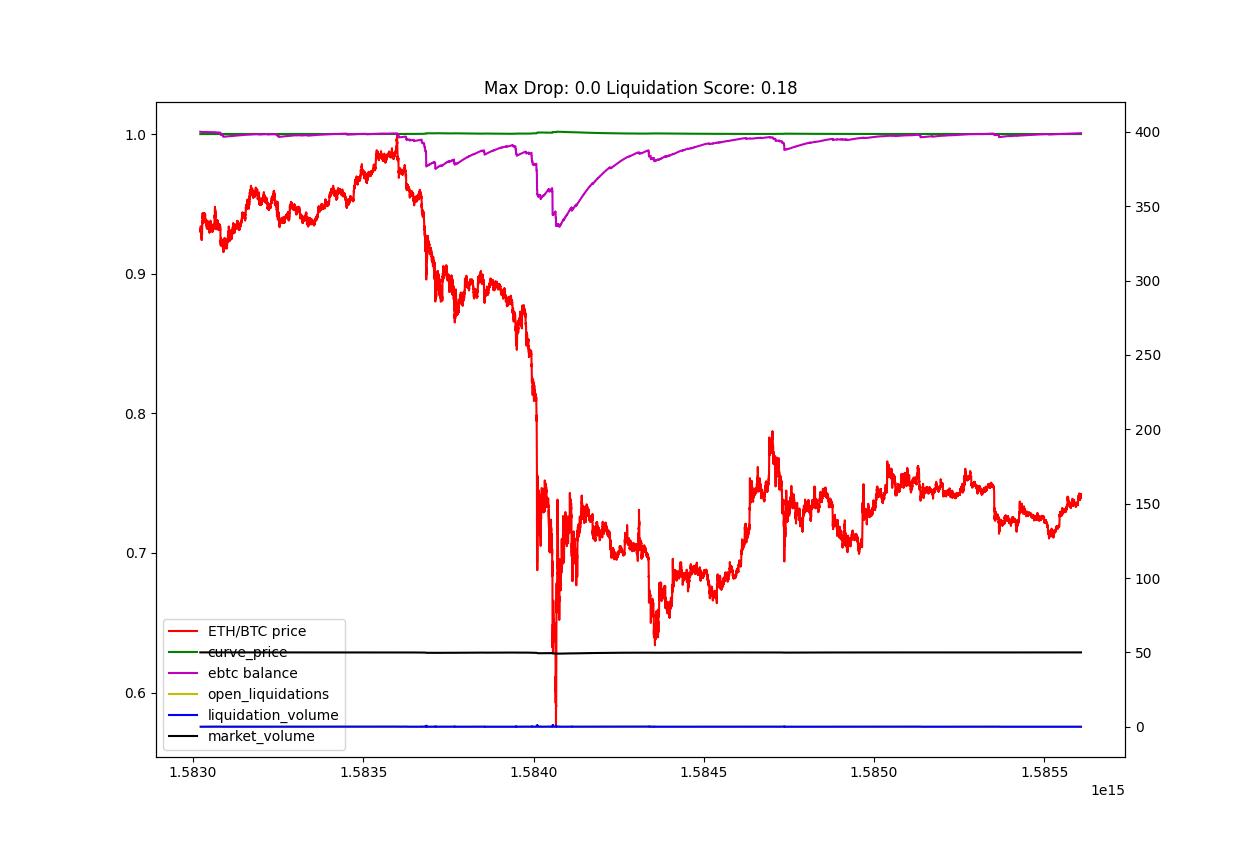 Max Drop: 0.0 Liquidation Score: 0.18
1.0
0.9
0.8
0.7
0.6
400
350
300
250
200
150
100
50
0
ETH/BTC price
curve_price
ebtc balance
open_liquidations
liquidation_volume
market_volume
1.5830 1.5835 1.5840 1.5845 1.5850 1.5855
1e15